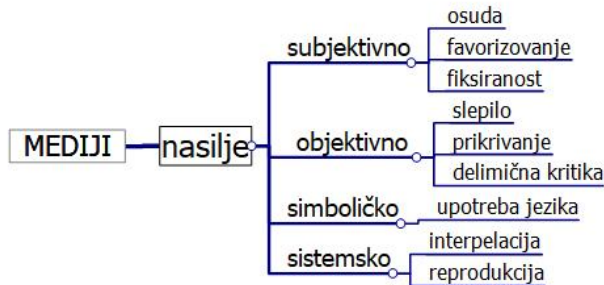 MEDIJI
nasilje
subjektivno
osuda
favorizovanje
fiksiranost
objektivno
slepilo
prikrivanje
delimična kritika
simboličko
upotreba jezika
sistemsko
interpelacija
reprodukcija